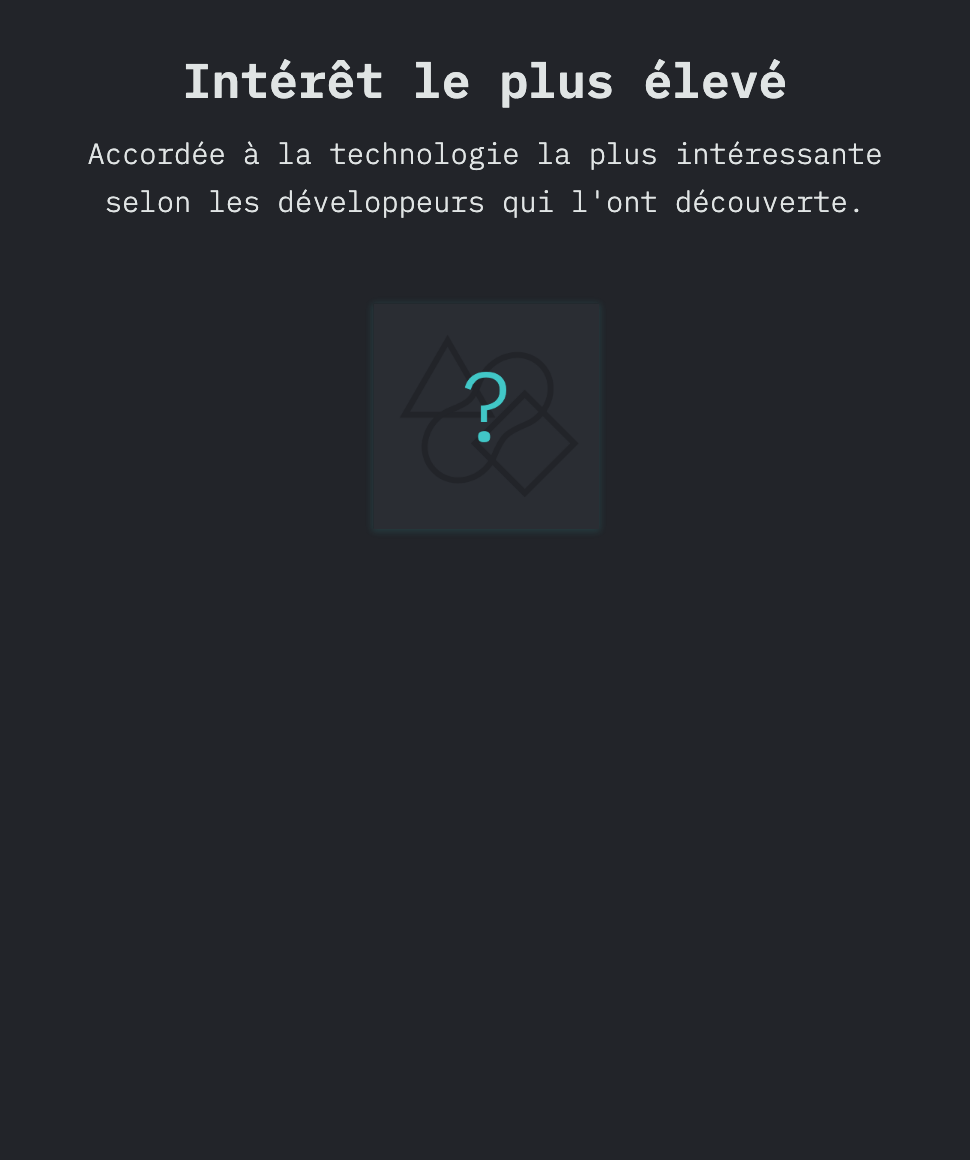 Intérêt le plus élevé
Accordée à la technologie la plus intéressante
selon les développeurs qui l'ont découverte.
?